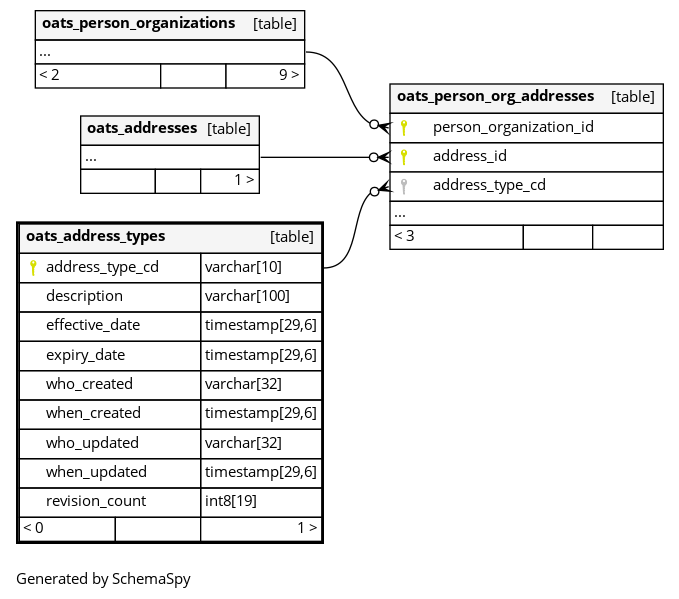 oats_person_organizations [table]
...
< 2 9 >
oats_addresses [table]
...
1 >
oats_address_types [table]
address_type_cd varchar[10]
description varchar[100]
effective_date timestamp[29,6]
expiry_date timestamp[29,6]
who_created varchar[32]
when_created timestamp[29,6]
who_updated varchar[32]
when_updated timestamp[29,6]
revision_count int8[19]
< 0 1 >
oats_person_org_addresses [table]
person_organization_id
address_id
address_type_cd
...
< 3
Generated by SchemaSpy